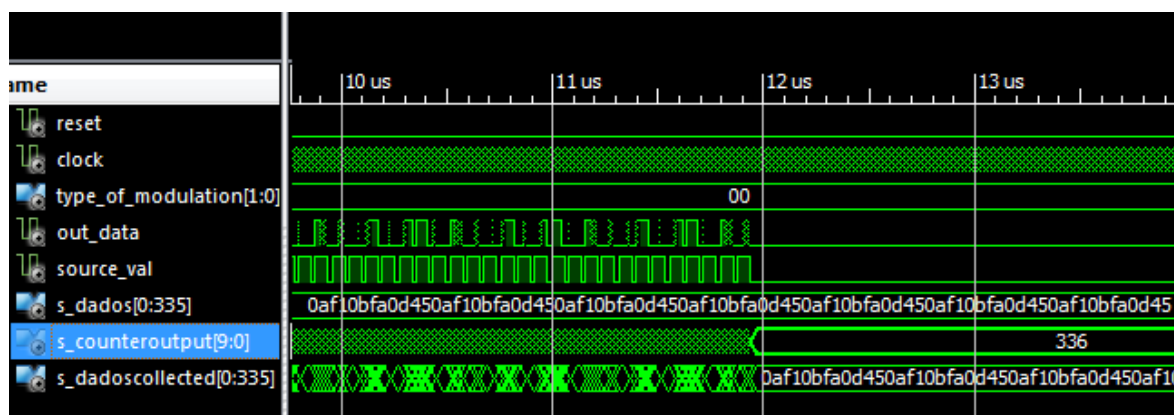 ame
10 us
11 us
12 us
13 us
reset
clock
type_of_modulation[1:0]
00
out_data
source_val
s_dados[0:335]
0af10bfa0d450af10bfa0d450af10bfa0d450af10bfa0d450af10bfa0d450af10bfa0d450af10bfa0d45
s_counteroutput[9:0]
336
s_dadoscollected[0:335]
0af10bfa0d450af10bfa0d450af10bfa0d450af1